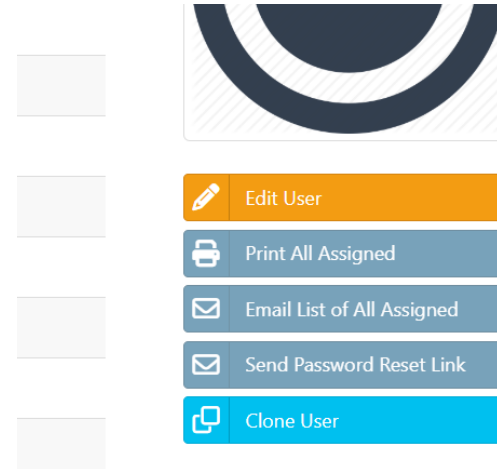 Edit User
Print All Assigned
Email List of All Assigned
Send Password Reset Link
Clone User